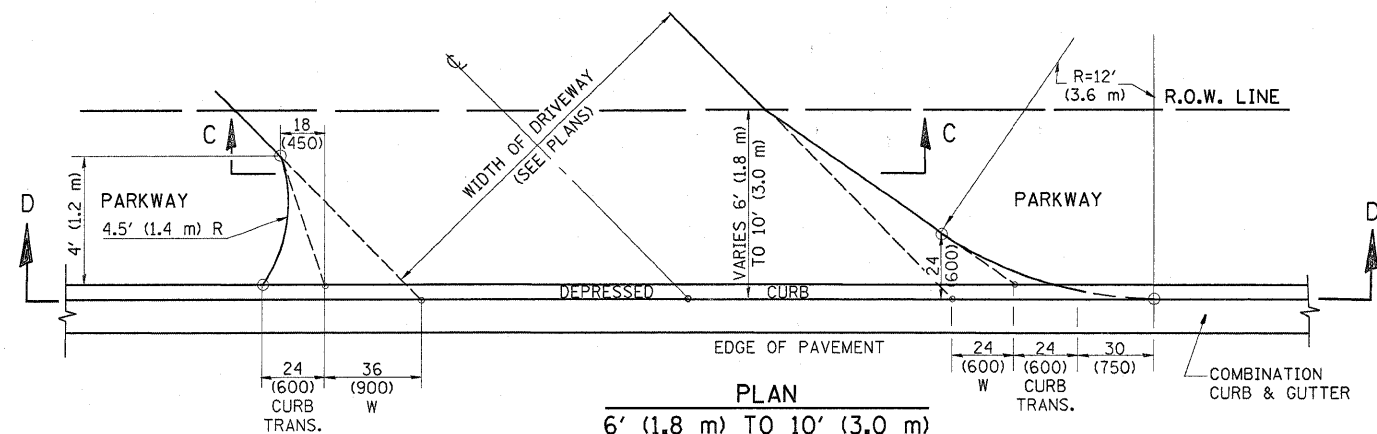 ℄
WIDTH OF DRIVEWAY
(SEE PLANS)
R=12'
(3.6 m)
R.O.W. LINE
C
18
(450)
C
D
4' (1.2 m)
PARKWAY
4.5' (1.4 m) R
VARIES 6' (1.8 m)
TO 10' (3.0 m)
PARKWAY
24
(600)
D
DEPRESSED CURB
EDGE OF PAVEMENT
24
(600)
CURB
TRANS.
36
(900)
W
24
(600)
W
24
(600)
CURB
TRANS.
30
(750)
COMBINATION
CURB & GUTTER
PLAN
6' (1.8 m) TO 10' (3.0 m)